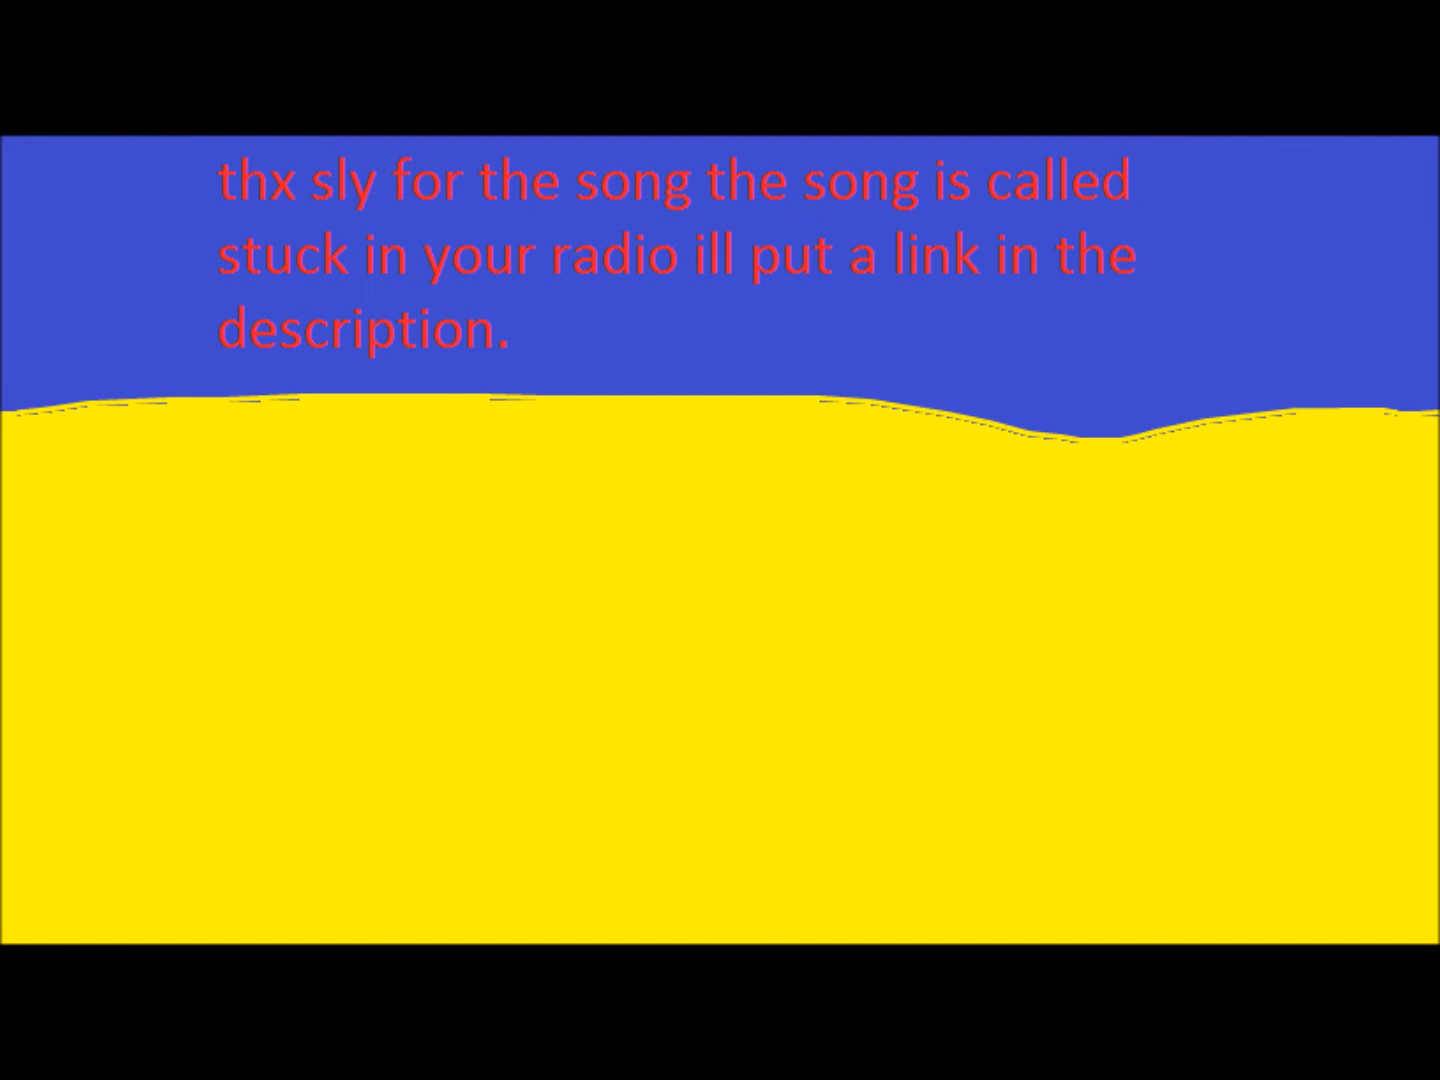 thx sly for the song the song is called
stuck in your radio ill put a link in the
description.